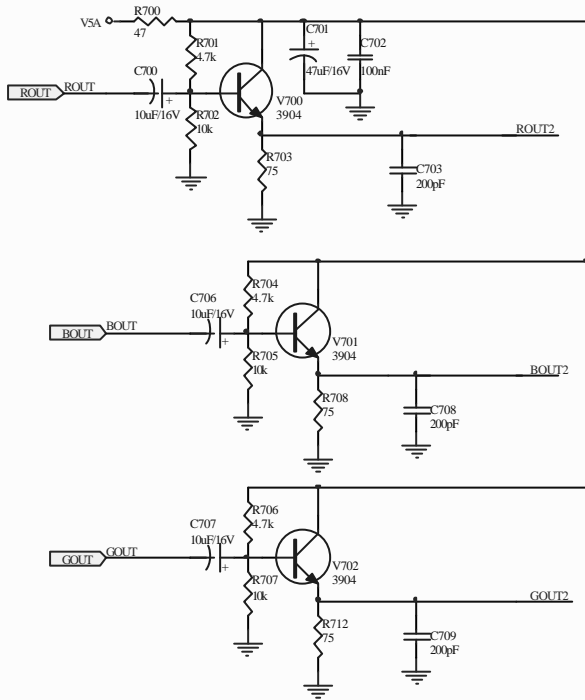 V5A
R700
47
R701
4.7k
C701
+
47uF/16V
C702
100nF
C700
ROUT
ROUT
+
10uF/16V
R702
10k
V700
3904
ROUT2
R703
75
C703
200pF
C706
10uF/16V
R704
4.7k
BOUT
BOUT
+
R705
10k
V701
3904
BOUT2
R708
75
C708
200pF
C707
10uF/16V
R706
4.7k
GOUT
GOUT
+
R707
10k
V702
3904
GOUT2
R712
75
C709
200pF